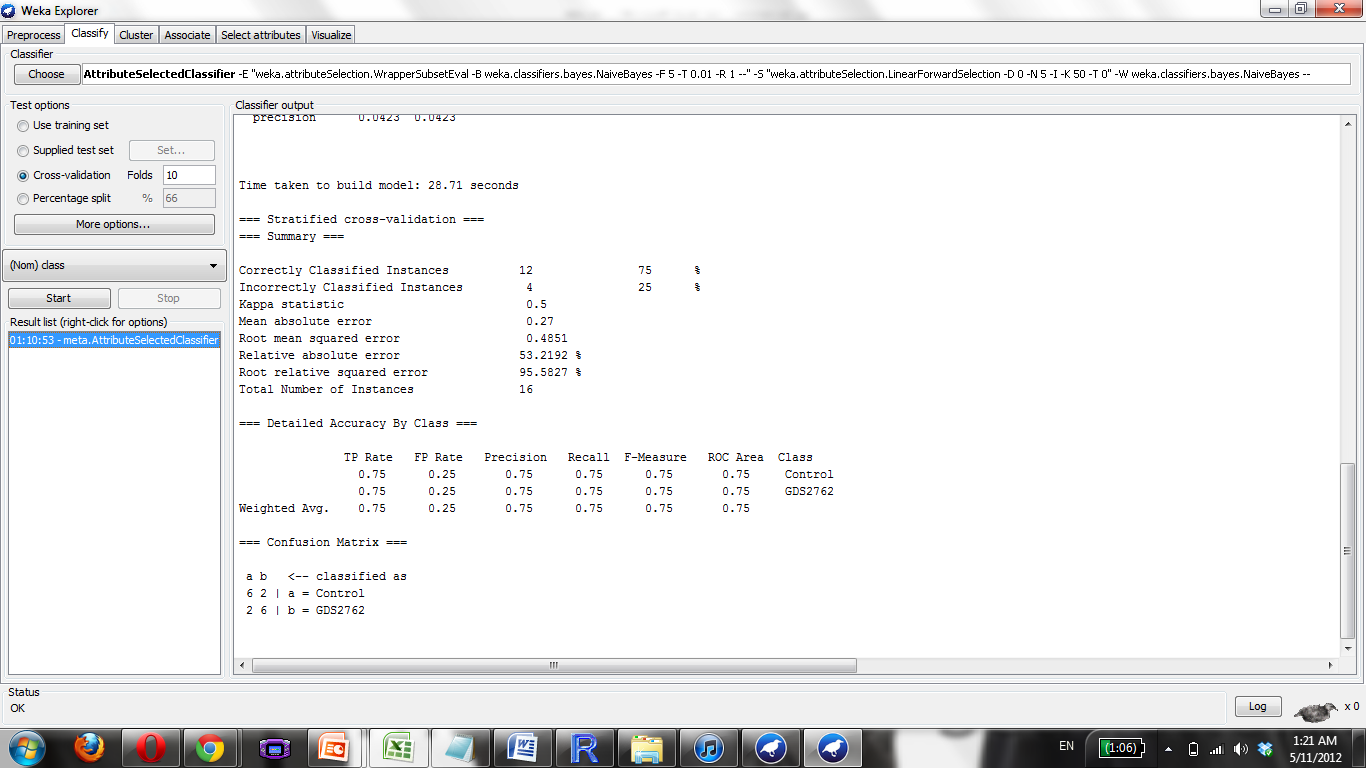 Weka Explorer
Preprocess Classify Cluster Associate Select attributes Visualize
Classifier
Choose AttributeSelectedClassifier -E "weka.attributeSelection.WrapperSubsetEval -B weka.classifiers.bayes.NaiveBayes -F 5 -T 0.01 -R 1 --" -S "weka.attributeSelection.LinearForwardSelection -D 0 -N 5 -I -K 50 -T 0" -W weka.classifiers.bayes.NaiveBayes --
Test options
Use training set
Supplied test set Set...
Cross-validation Folds 10
Percentage split % 66
More options...
(Nom) class
Start Stop
Result list (right-click for options)
01:10:53 - meta.AttributeSelectedClassifier
Classifier output
precision 0.0423 0.0423
Time taken to build model: 28.71 seconds
=== Stratified cross-validation ===
=== Summary ===
Correctly Classified Instances 12 75 %
Incorrectly Classified Instances 4 25 %
Kappa statistic 0.5
Mean absolute error 0.27
Root mean squared error 0.4851
Relative absolute error 53.2192 %
Root relative squared error 95.5827 %
Total Number of Instances 16
=== Detailed Accuracy By Class ===
TP Rate FP Rate Precision Recall F-Measure ROC Area Class
0.75 0.25 0.75 0.75 0.75 0.75 Control
0.75 0.25 0.75 0.75 0.75 0.75 GDS2762
Weighted Avg. 0.75 0.25 0.75 0.75 0.75 0.75
=== Confusion Matrix ===
a b <-- classified as
6 2 | a = Control
2 6 | b = GDS2762
Status
OK
Log x 0
EN (1:06) 1:21 AM
5/11/2012